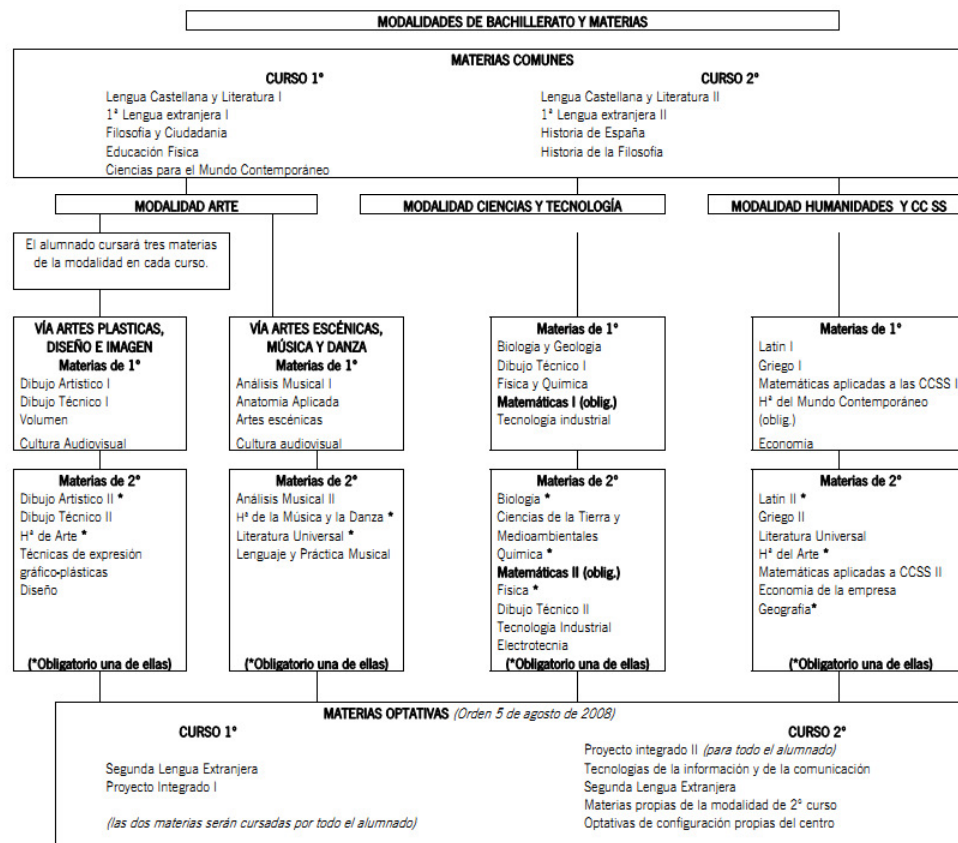 MODALIDADES DE BACHILLERATO Y MATERIAS
MATERIAS COMUNES
CURSO 1º
Lengua Castellana y Literatura I
1ª Lengua extranjera I
Filosofía y Ciudadanía
Educación Física
Ciencias para el Mundo Contemporáneo
CURSO 2º
Lengua Castellana y Literatura II
1ª Lengua extranjera II
Historia de España
Historia de la Filosofía
MODALIDAD ARTE
MODALIDAD CIENCIAS Y TECNOLOGÍA
MODALIDAD HUMANIDADES Y CC SS
El alumnado cursará tres materias
de la modalidad en cada curso.
VÍA ARTES PLASTICAS,
DISEÑO E IMAGEN
Materias de 1º
Dibujo Artístico I
Dibujo Técnico I
Volumen
Cultura Audiovisual
VÍA ARTES ESCÉNICAS,
MÚSICA Y DANZA
Materias de 1º
Análisis Musical I
Anatomía Aplicada
Artes escénicas
Cultura audiovisual
Materias de 1º
Biología y Geología
Dibujo Técnico I
Física y Química
Matemáticas I (oblig.)
Tecnología industrial
Materias de 1º
Latín I
Griego I
Matemáticas aplicadas a las CCSS I
Hª del Mundo Contemporáneo
(oblig.)
Economía
Materias de 2º
Dibujo Artístico II *
Dibujo Técnico II
Hª de Arte *
Técnicas de expresión
gráfico-plásticas
Diseño
(*Obligatorio una de ellas)
Materias de 2º
Análisis Musical II
Hª de la Música y la Danza *
Literatura Universal *
Lenguaje y Práctica Musical
(*Obligatorio una de ellas)
Materias de 2º
Biología *
Ciencias de la Tierra y
Medioambientales
Química *
Matemáticas II (oblig.)
Física *
Dibujo Técnico II
Tecnología Industrial
Electrotecnia
(*Obligatorio una de ellas)
Materias de 2º
Latín II *
Griego II
Literatura Universal
Hª del Arte *
Matemáticas aplicadas a CCSS II
Economía de la empresa
Geografía*
(*Obligatorio una de ellas)
MATERIAS OPTATIVAS (Orden 5 de agosto de 2008)
CURSO 1º
Segunda Lengua Extranjera
Proyecto Integrado I
(las dos materias serán cursadas por todo el alumnado)
CURSO 2º
Proyecto integrado II (para todo el alumnado)
Tecnologías de la información y de la comunicación
Segunda Lengua Extranjera
Materias propias de la modalidad de 2º curso
Optativas de configuración propias del centro